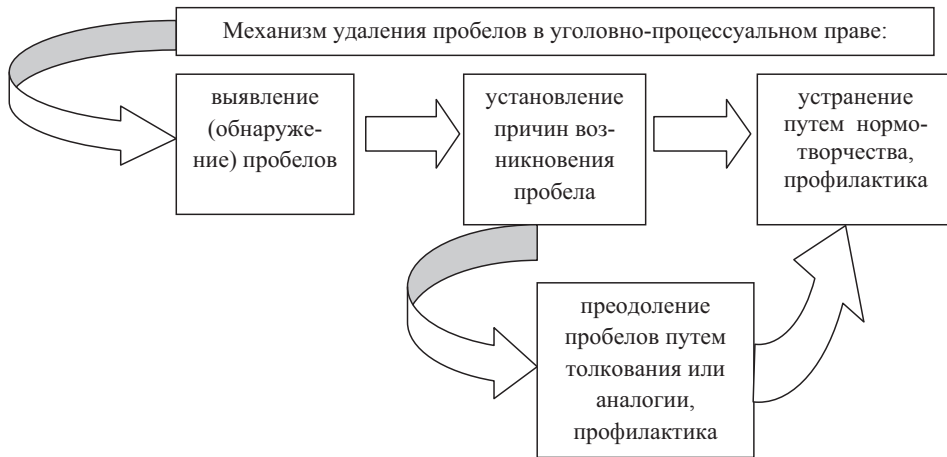 Механизм удаления пробелов в уголовно-процессуальном праве:
выявление
(обнаруже-
ние) пробелов
установление
причин воз-
никновения
пробела
устранение
путем нормо-
творчества,
профилактика
преодоление
пробелов путем
толкования или
аналогии,
профилактика